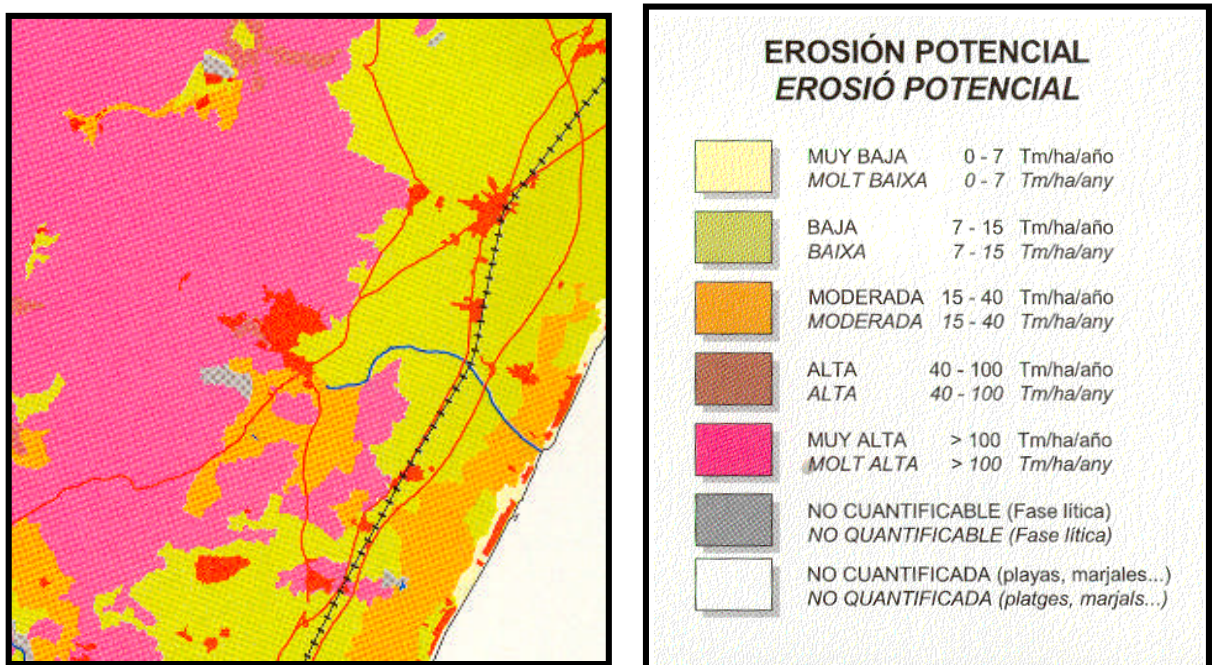 EROSIÓN POTENCIAL
EROSIÓ POTENCIAL
MUY BAJA 0 - 7 Tm/ha/año
MOLT BAIXA 0 - 7 Tm/ha/any
BAJA 7 - 15 Tm/ha/año
BAIXA 7 - 15 Tm/ha/any
MODERADA 15 - 40 Tm/ha/año
MODERADA 15 - 40 Tm/ha/any
ALTA 40 - 100 Tm/ha/año
ALTA 40 - 100 Tm/ha/any
MUY ALTA > 100 Tm/ha/año
MOLT ALTA > 100 Tm/ha/any
NO CUANTIFICABLE (Fase lítica)
NO QUANTIFICABLE (Fase lítica)
NO CUANTIFICADA (playas, marjales...)
NO QUANTIFICADA (platges, marjals...)